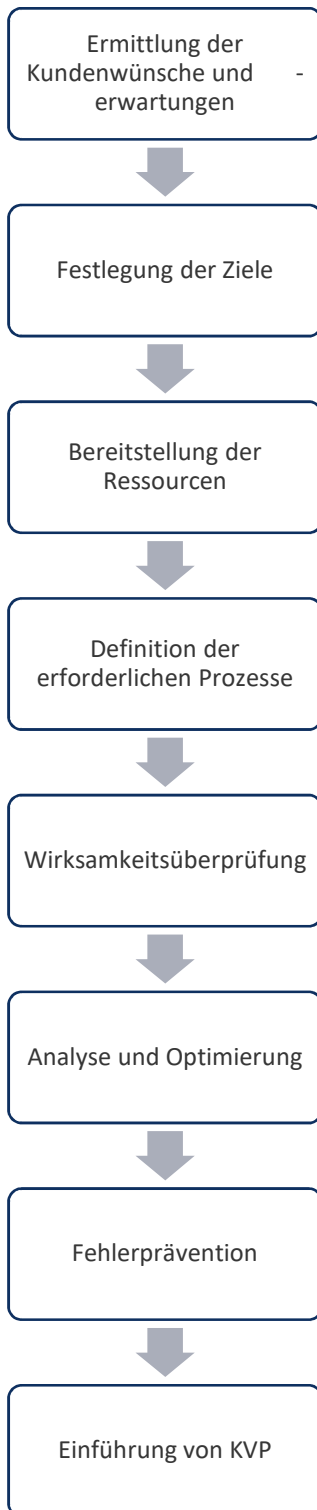 Ermittlung der
Kundenwünsche und -
erwartungen
Festlegung der Ziele
Bereitstellung der
Ressourcen
Definition der
erforderlichen Prozesse
Wirksamkeitsüberprüfung
Analyse und Optimierung
Fehlerprävention
Einführung von KVP